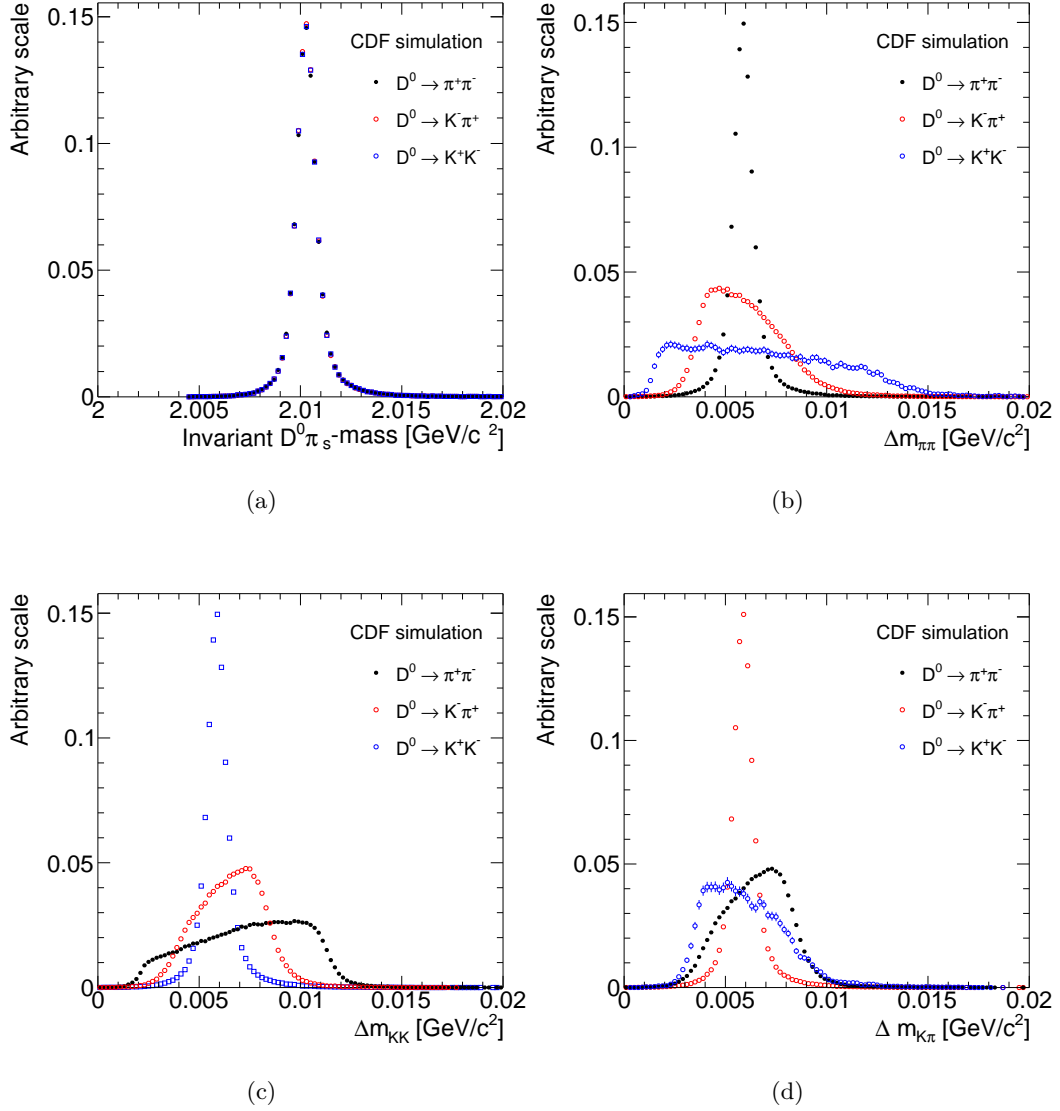 Arbitrary scale
0.15
0.1
0.05
0
CDF simulation
D⁰ → π⁺π⁻
D⁰ → K⁻π⁺
D⁰ → K⁺K⁻
2 2.005 2.01 2.015 2.02
Invariant D⁰π_s-mass [GeV/c ²]
(a)
Arbitrary scale
0.15
0.1
0.05
0
CDF simulation
D⁰ → π⁺π⁻
D⁰ → K⁻π⁺
D⁰ → K⁺K⁻
0 0.005 0.01 0.015 0.02
Δm_ππ [GeV/c²]
(b)
Arbitrary scale
0.15
0.1
0.05
0
CDF simulation
D⁰ → π⁺π⁻
D⁰ → K⁻π⁺
D⁰ → K⁺K⁻
0 0.005 0.01 0.015 0.02
Δm_KK [GeV/c²]
(c)
Arbitrary scale
0.15
0.1
0.05
0
CDF simulation
D⁰ → π⁺π⁻
D⁰ → K⁻π⁺
D⁰ → K⁺K⁻
0 0.005 0.01 0.015 0.02
Δ m_Kπ [GeV/c²]
(d)